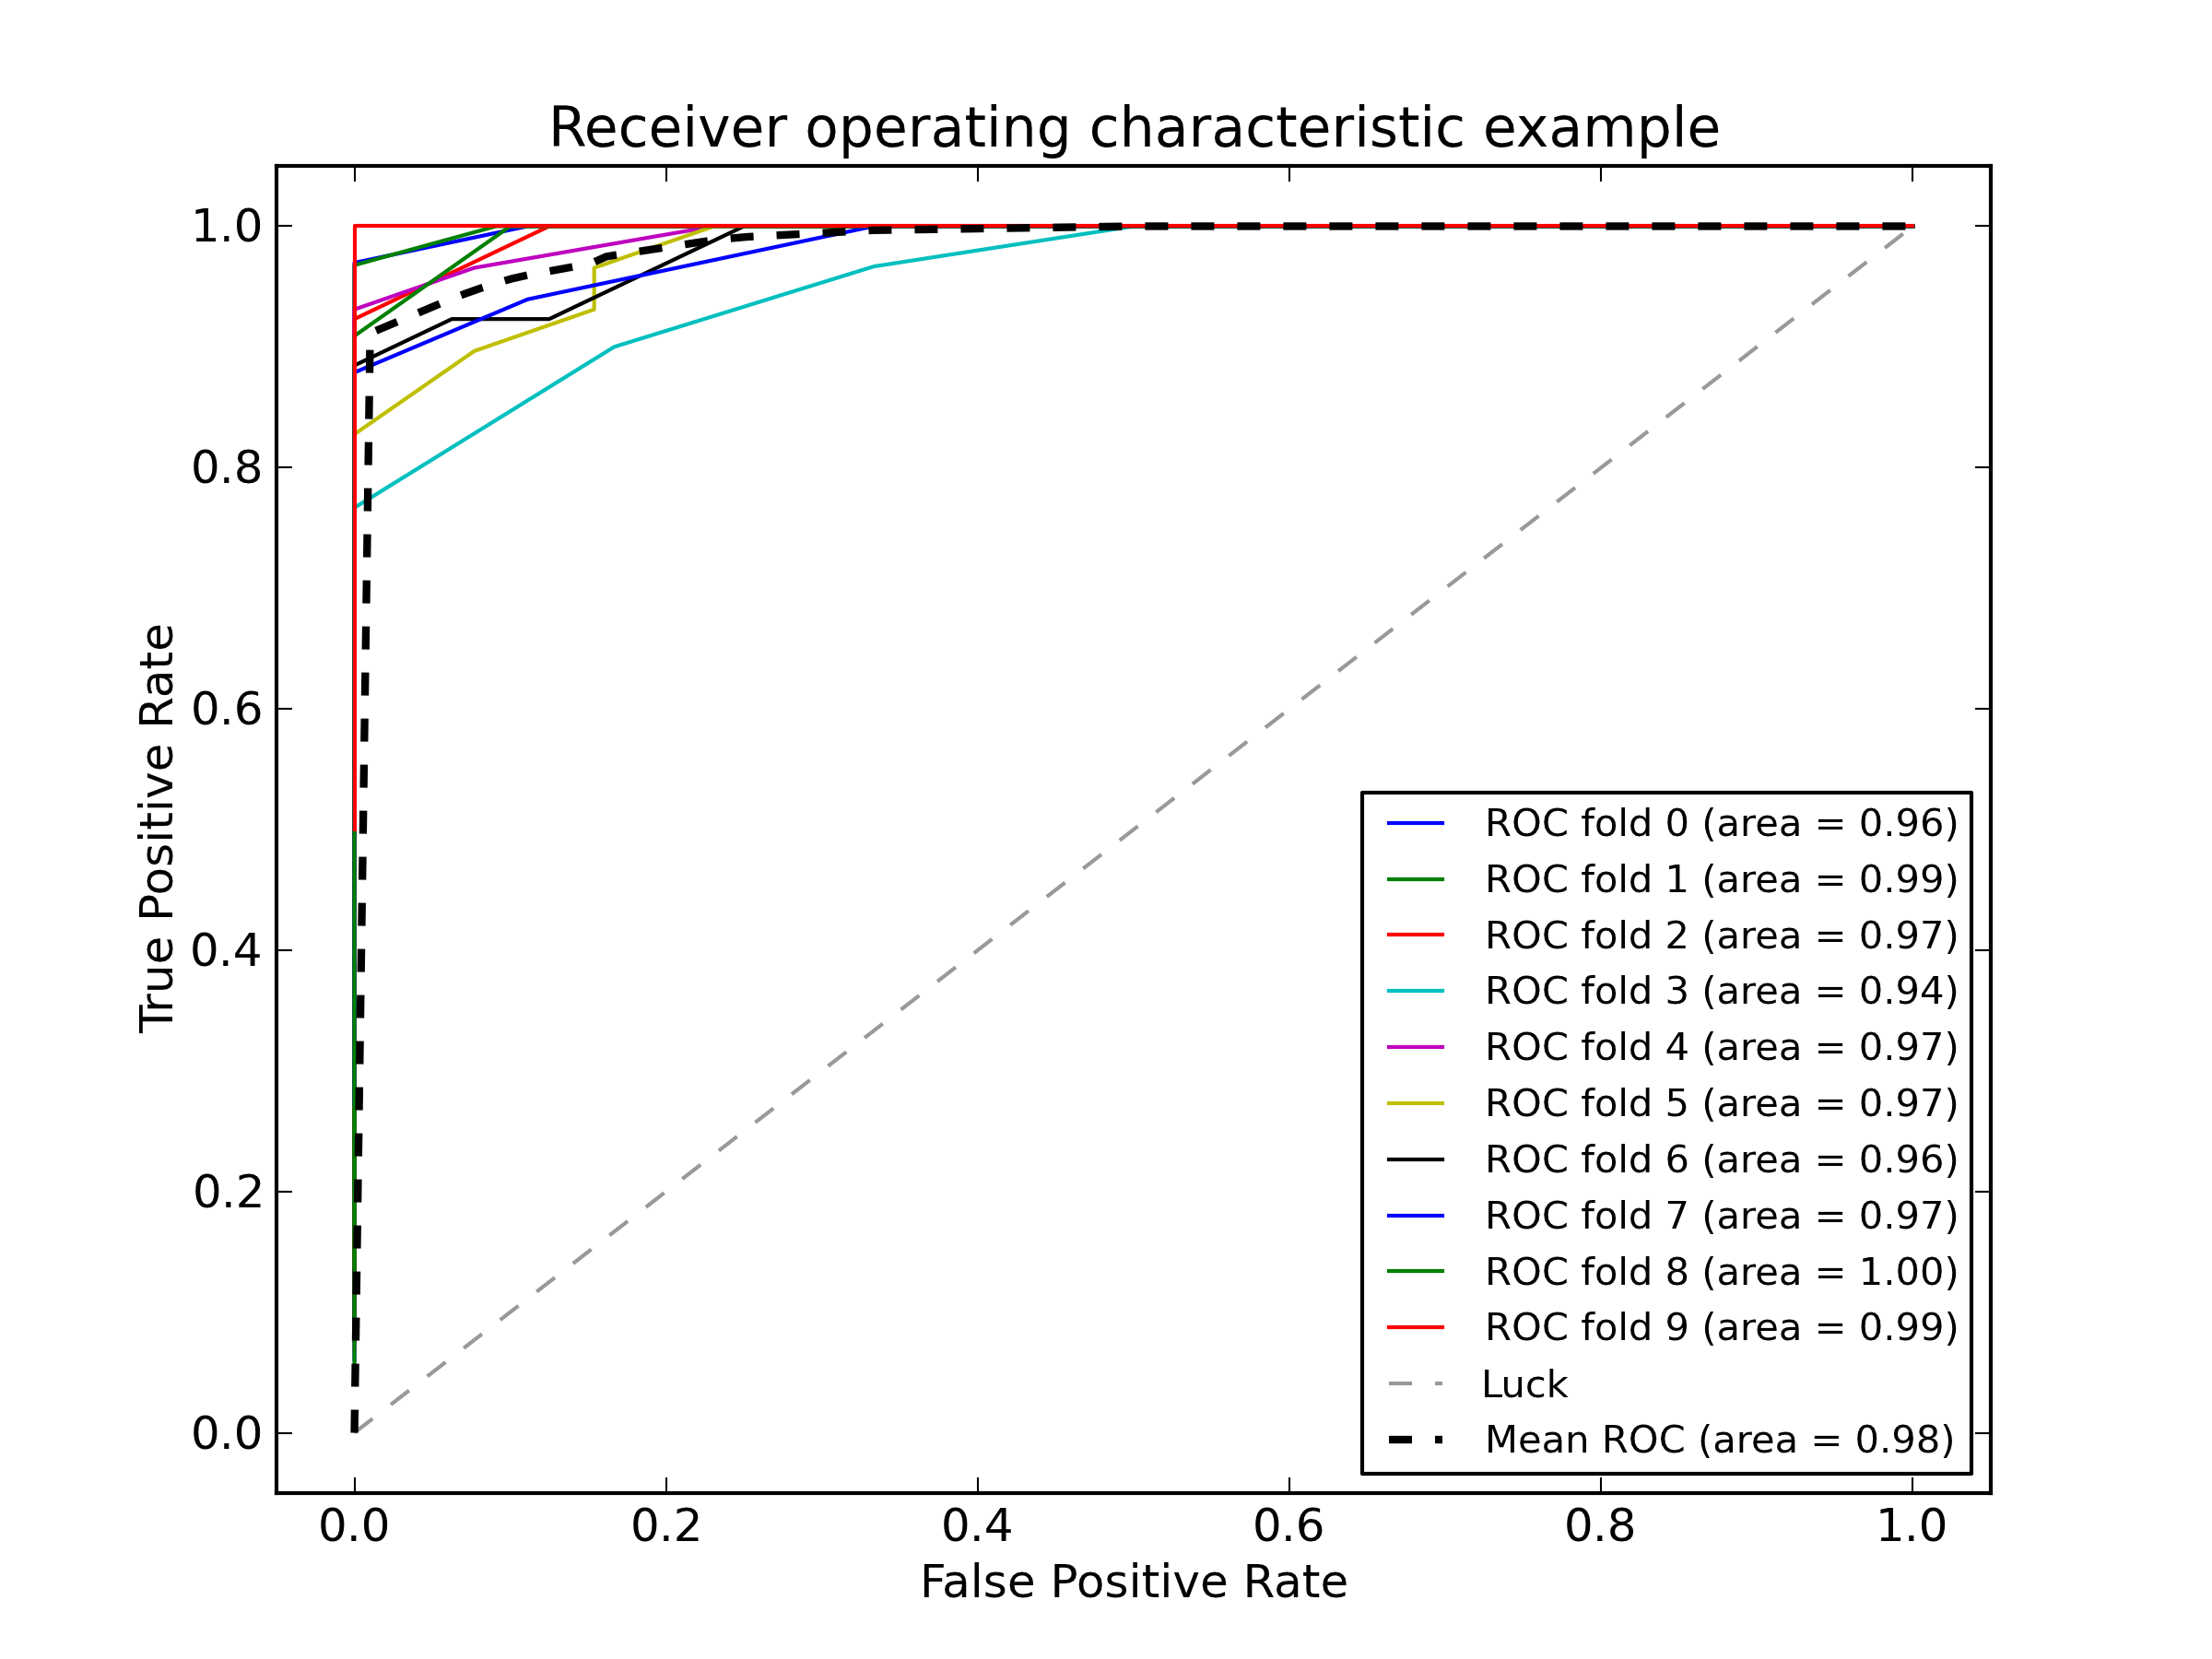 Receiver operating characteristic example
1.0
0.8
0.6
0.4
0.2
0.0
True Positive Rate
0.0 0.2 0.4 0.6 0.8 1.0
False Positive Rate
ROC fold 0 (area = 0.96)
ROC fold 1 (area = 0.99)
ROC fold 2 (area = 0.97)
ROC fold 3 (area = 0.94)
ROC fold 4 (area = 0.97)
ROC fold 5 (area = 0.97)
ROC fold 6 (area = 0.96)
ROC fold 7 (area = 0.97)
ROC fold 8 (area = 1.00)
ROC fold 9 (area = 0.99)
Luck
Mean ROC (area = 0.98)